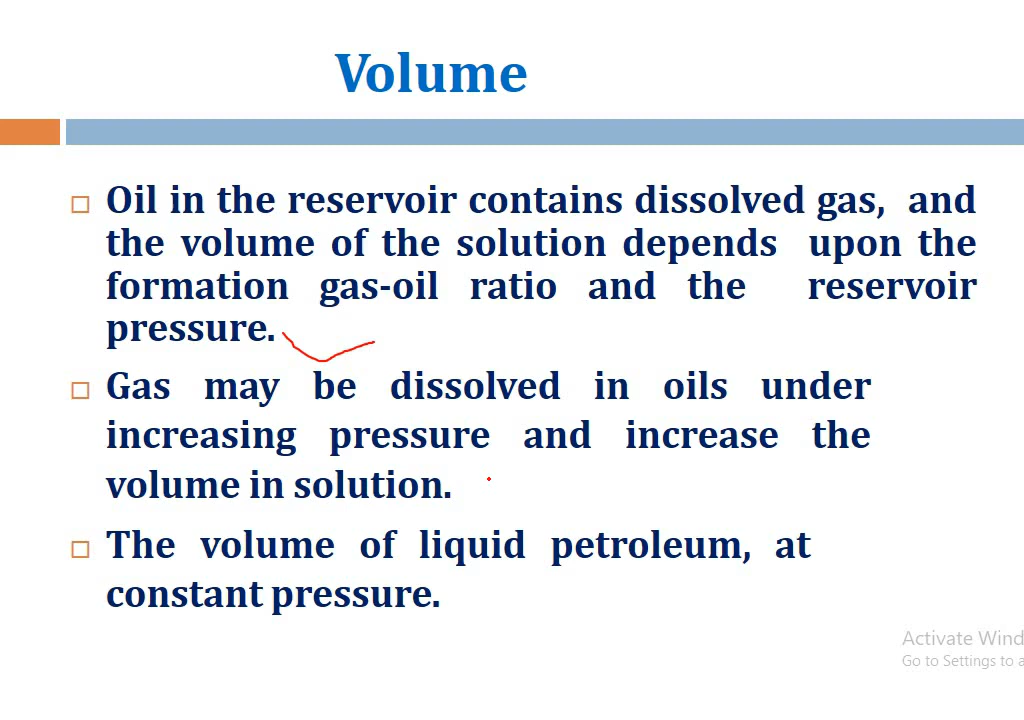 Volume
Oil in the reservoir contains dissolved gas, and
the volume of the solution depends upon the
formation gas-oil ratio and the reservoir
pressure.
Gas may be dissolved in oils under
increasing pressure and increase the
volume in solution.
The volume of liquid petroleum, at
constant pressure.
Activate Wind
Go to Settings to a